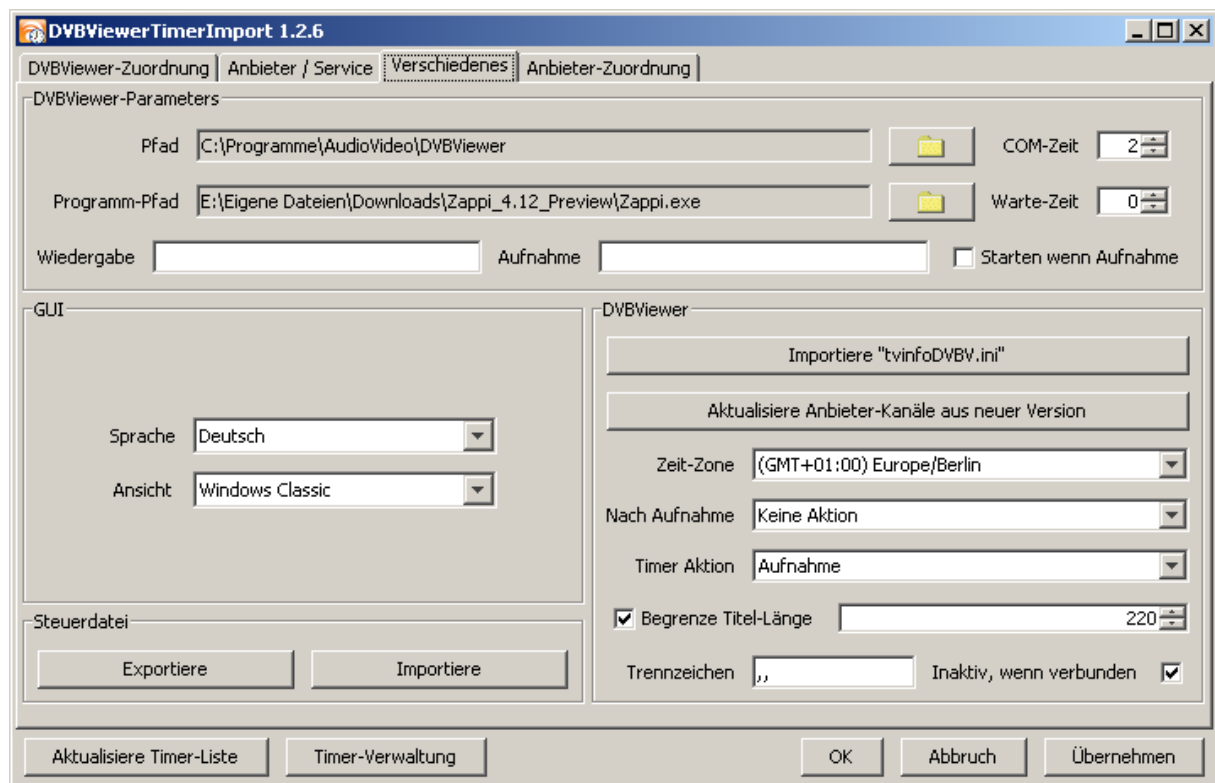 DVBViewerTimerImport 1.2.6
DVBViewer-Zuordnung Anbieter / Service Verschiedenes Anbieter-Zuordnung
DVBViewer-Parameters
Pfad C:\Programme\AudioVideo\DVBViewer COM-Zeit 2
Programm-Pfad E:\Eigene Dateien\Downloads\Zappi_4.12_Preview\Zappi.exe Warte-Zeit 0
Wiedergabe Aufnahme Starten wenn Aufnahme
GUI
Sprache Deutsch
Ansicht Windows Classic
Steuerdatei
Exportiere Importiere
DVBViewer
Importiere "tvinfoDVBV.ini"
Aktualisiere Anbieter-Kanäle aus neuer Version
Zeit-Zone (GMT+01:00) Europe/Berlin
Nach Aufnahme Keine Aktion
Timer Aktion Aufnahme
Begrenze Titel-Länge 220
Trennzeichen ,, Inaktiv, wenn verbunden
Aktualisiere Timer-Liste Timer-Verwaltung OK Abbruch Übernehmen